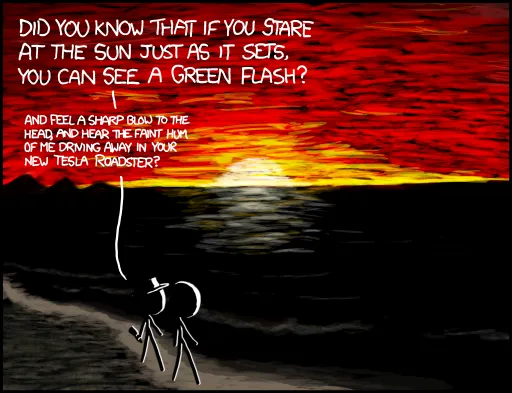 DID YOU KNOW THAT IF YOU STARE
AT THE SUN JUST AS IT SETS,
YOU CAN SEE A GREEN FLASH?
AND FEEL A SHARP BLOW TO THE
HEAD, AND HEAR THE FAINT HUM
OF ME DRIVING AWAY IN YOUR
NEW TESLA ROADSTER?